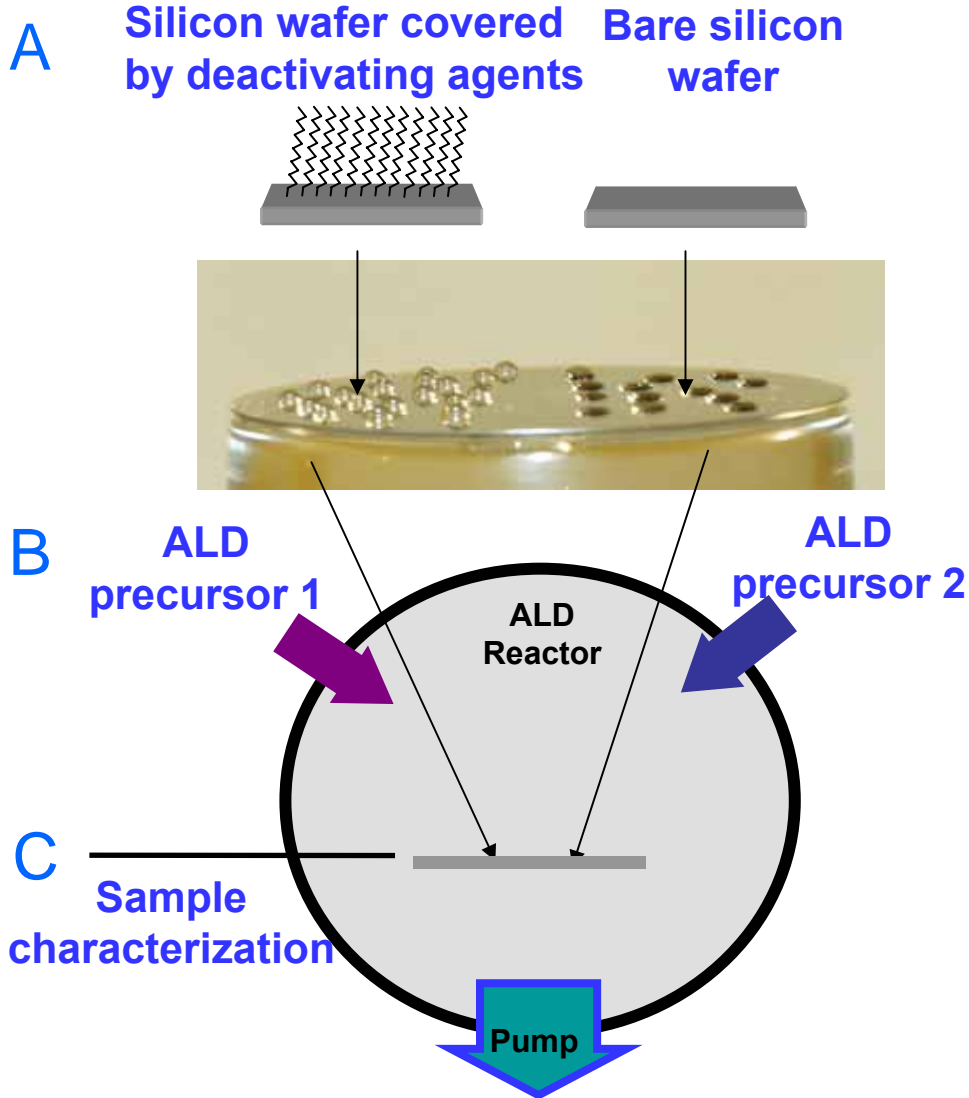 A
Silicon wafer covered
by deactivating agents
Bare silicon
wafer
B
ALD
precursor 1
ALD
precursor 2
ALD
Reactor
C
Sample
characterization
Pump